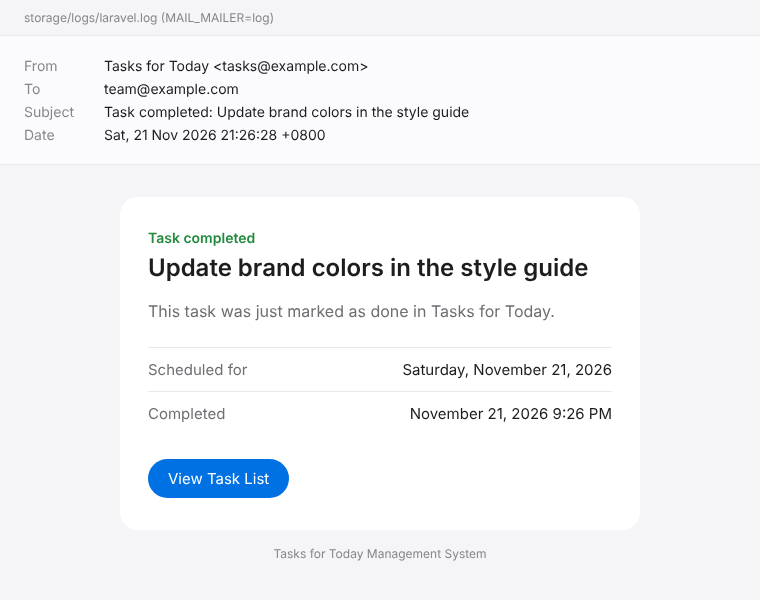 storage/logs/laravel.log (MAIL_MAILER=log)
From Tasks for Today <tasks@example.com>
To team@example.com
Subject Task completed: Update brand colors in the style guide
Date Sat, 21 Nov 2026 21:26:28 +0800
Task completed
Update brand colors in the style guide
This task was just marked as done in Tasks for Today.
Scheduled for Saturday, November 21, 2026
Completed November 21, 2026 9:26 PM
View Task List
Tasks for Today Management System